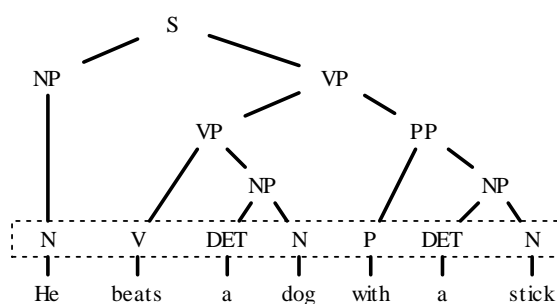 S
NP VP
VP PP
NP NP
N V DET N P DET N
He beats a dog with a stick